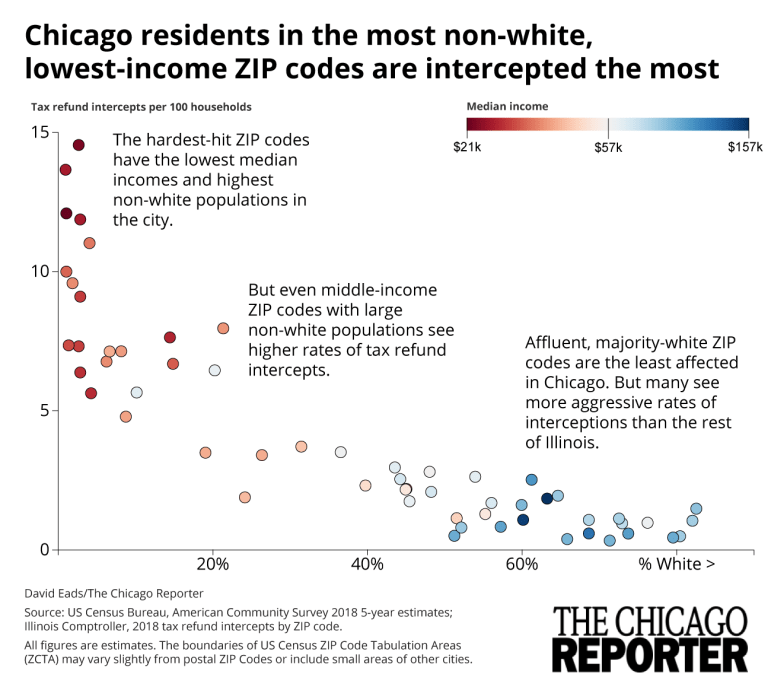 Chicago residents in the most non-white,
lowest-income ZIP codes are intercepted the most
Tax refund intercepts per 100 households
Median income
$21k
$57k
$157k
15
10
5
0
The hardest-hit ZIP codes
have the lowest median
incomes and highest
non-white populations in
the city.
But even middle-income
ZIP codes with large
non-white populations see
higher rates of tax refund
intercepts.
Affluent, majority-white ZIP
codes are the least affected
in Chicago. But many see
more aggressive rates of
interceptions than the rest
of Illinois.
20%
40%
60%
% White >
David Eads/The Chicago Reporter
Source: US Census Bureau, American Community Survey 2018 5-year estimates;
Illinois Comptroller, 2018 tax refund intercepts by ZIP code.
All figures are estimates. The boundaries of US Census ZIP Code Tabulation Areas
(ZCTA) may vary slightly from postal ZIP Codes or include small areas of other cities.
THE CHICAGO
REPORTER